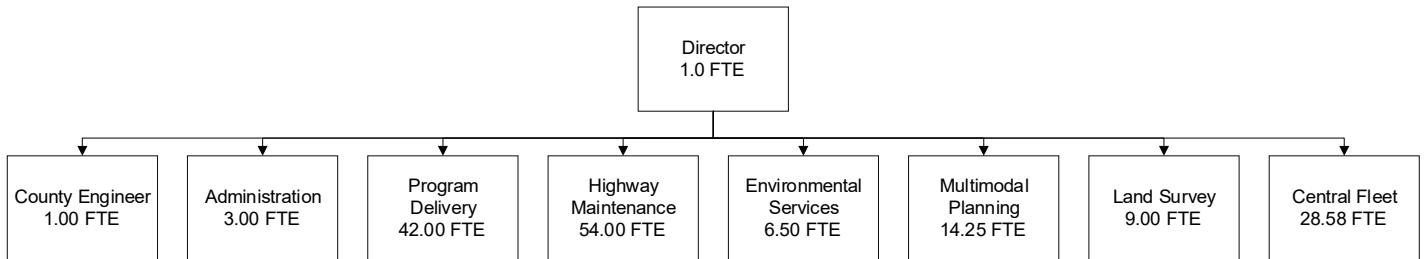 Director
1.0 FTE
County Engineer
1.00 FTE
Administration
3.00 FTE
Program
Delivery
42.00 FTE
Highway
Maintenance
54.00 FTE
Environmental
Services
6.50 FTE
Multimodal
Planning
14.25 FTE
Land Survey
9.00 FTE
Central Fleet
28.58 FTE